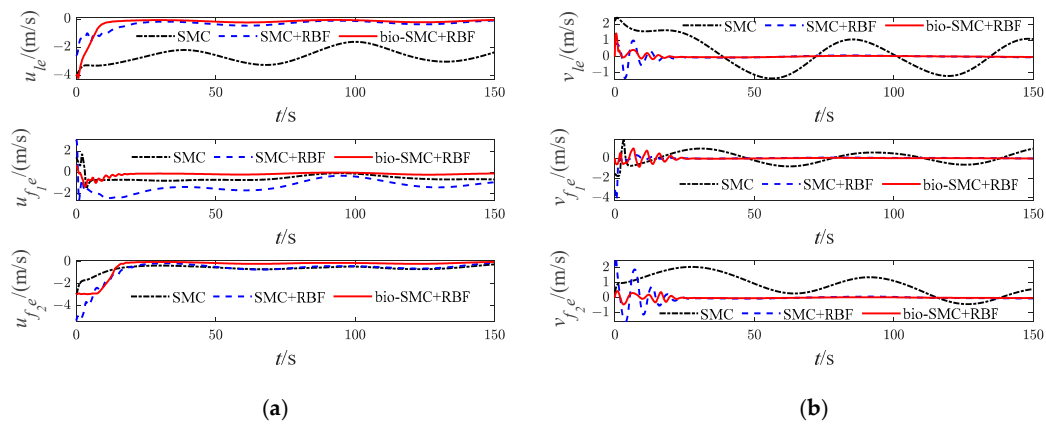 u_le/(m/s)
0
−2
−4
SMC SMC+RBF bio-SMC+RBF
0 50 100 150
t/s
u_f1e/(m/s)
2
0
−2
SMC SMC+RBF bio-SMC+RBF
0 50 100 150
t/s
u_f2e/(m/s)
0
−2
−4
SMC SMC+RBF bio-SMC+RBF
0 50 100 150
t/s
(a)
v_le/(m/s)
2
1
0
−1
SMC SMC+RBF bio-SMC+RBF
0 50 100 150
t/s
v_f1e/(m/s)
0
−2
−4
SMC SMC+RBF bio-SMC+RBF
0 50 100 150
t/s
v_f2e/(m/s)
2
1
0
−1
SMC SMC+RBF bio-SMC+RBF
0 50 100 150
t/s
(b)